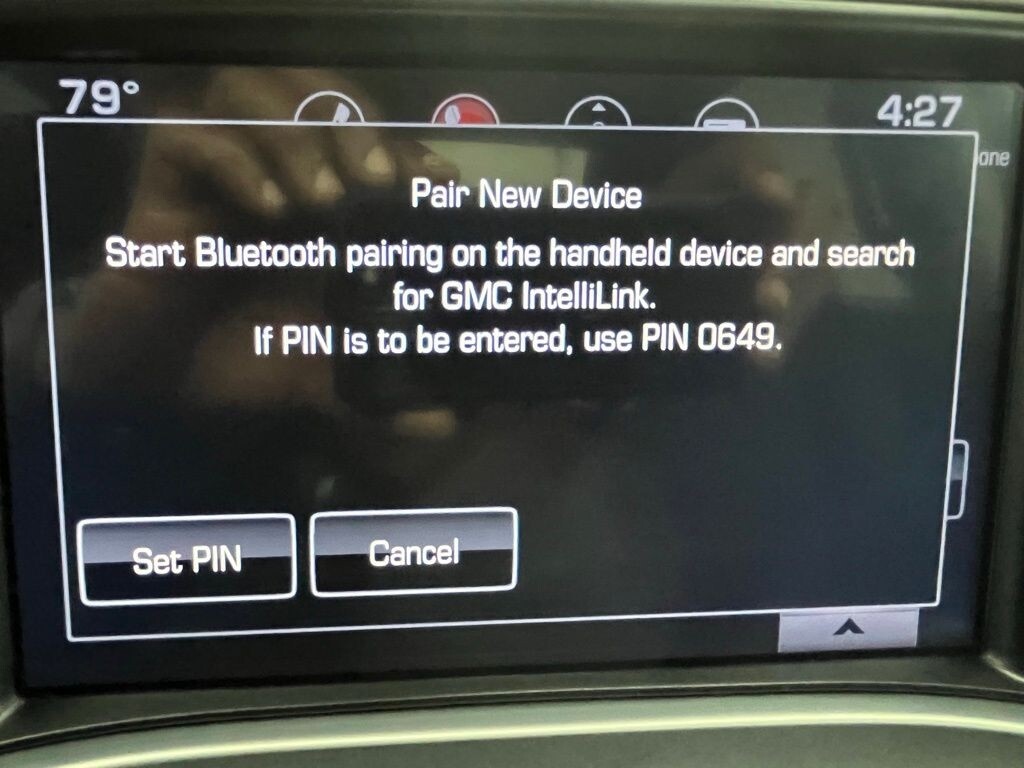 79° 4:27
one
Pair New Device
Start Bluetooth pairing on the handheld device and search
for GMC IntelliLink.
If PIN is to be entered, use PIN 0649.
Set PIN Cancel